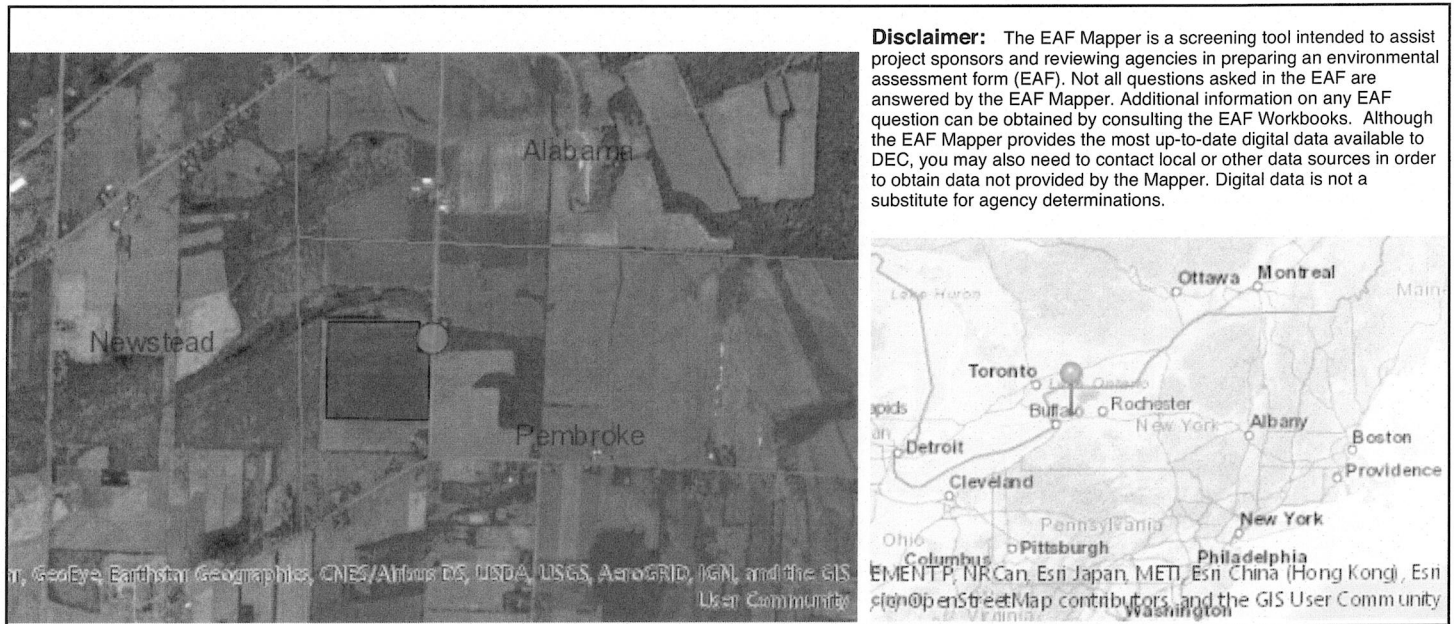 Disclaimer: The EAF Mapper is a screening tool intended to assist
project sponsors and reviewing agencies in preparing an environmental
assessment form (EAF). Not all questions asked in the EAF are
answered by the EAF Mapper. Additional information on any EAF
question can be obtained by consulting the EAF Workbooks. Although
the EAF Mapper provides the most up-to-date digital data available to
DEC, you may also need to contact local or other data sources in order
to obtain data not provided by the Mapper. Digital data is not a
substitute for agency determinations.
Alabama
Newstead
Pembroke
GeoEye, Earthstar Geographics, CNES/Airbus DS, USDA, USGS, AeroGRID, IGN, and the GIS
User Community
Ottawa Montreal
Lake Huron
Main
Toronto
Lake Ontario
Buffalo Rochester
New York
Albany
Detroit
Boston
Providence
Cleveland
Pennsylvania
New York
Ohio
Pittsburgh
Columbus
Philadelphia
EMENT P, NRCan, Esri Japan, METI, Esri China (Hong Kong), Esri
OpenStreetMap contributors, and the GIS User Community
Virginia
Washington